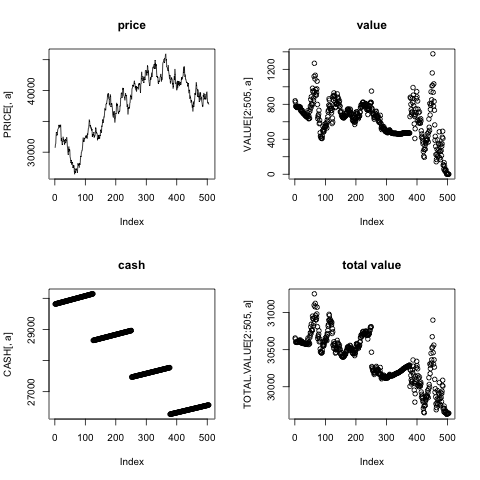 price
PRICE[, a]
30000 40000
0 100 200 300 400 500
Index
value
VALUE[2:505, a]
0 400 800 1200
0 100 200 300 400 500
Index
cash
CASH[, a]
27000 29000
0 100 200 300 400 500
Index
total value
TOTAL.VALUE[2:505, a]
30000 30500 31000
0 100 200 300 400 500
Index